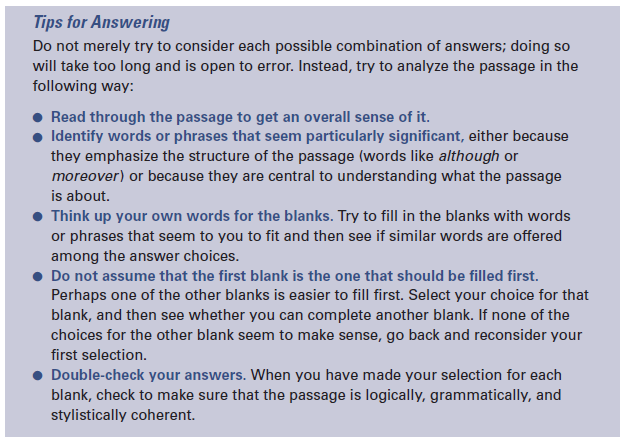 Tips for Answering
Do not merely try to consider each possible combination of answers; doing so
will take too long and is open to error. Instead, try to analyze the passage in the
following way:
● Read through the passage to get an overall sense of it.
● Identify words or phrases that seem particularly significant, either because
they emphasize the structure of the passage (words like although or
moreover) or because they are central to understanding what the passage
is about.
● Think up your own words for the blanks. Try to fill in the blanks with words
or phrases that seem to you to fit and then see if similar words are offered
among the answer choices.
● Do not assume that the first blank is the one that should be filled first.
Perhaps one of the other blanks is easier to fill first. Select your choice for that
blank, and then see whether you can complete another blank. If none of the
choices for the other blank seem to make sense, go back and reconsider your
first selection.
● Double-check your answers. When you have made your selection for each
blank, check to make sure that the passage is logically, grammatically, and
stylistically coherent.